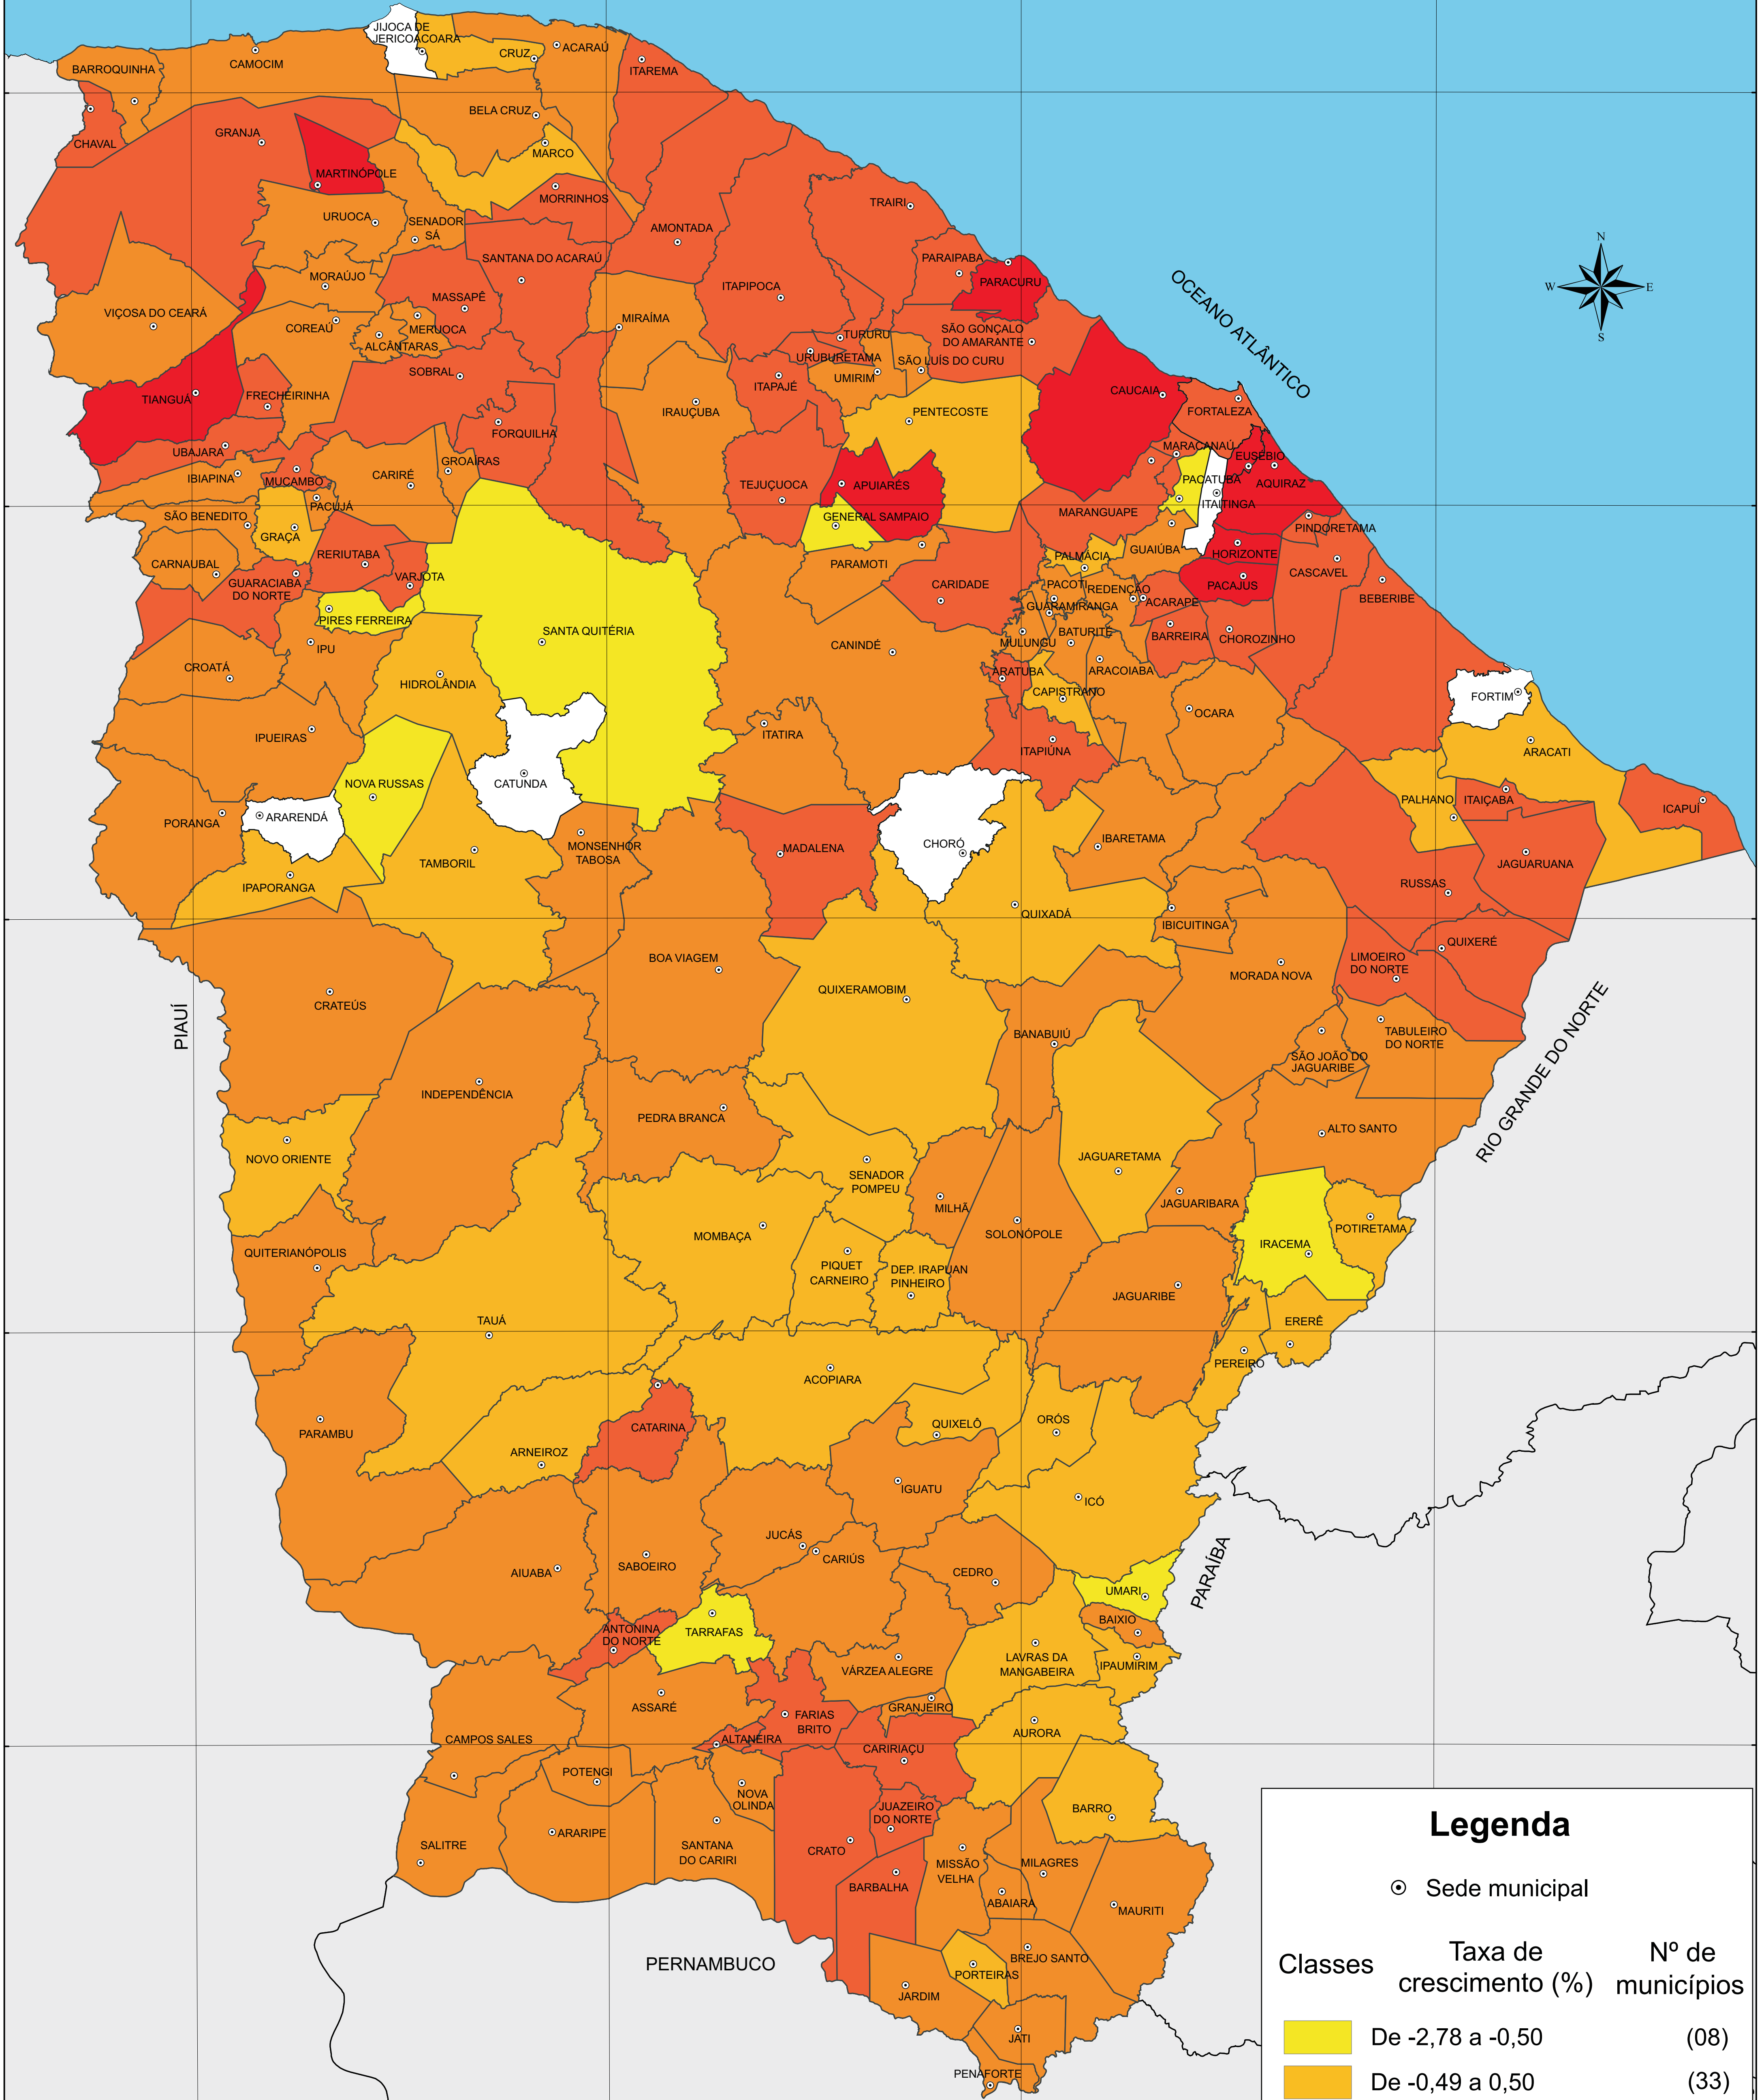 JIJOCA DE
JERICOACOARA
CRUZ
ACARAÚ
BARROQUINHA
CAMOCIM
ITAREMA
BELA CRUZ
CHAVAL
GRANJA
MARCO
MARTINÓPOLE
MORRINHOS
URUOCA
SENADOR
SÁ
TRAIRI
AMONTADA
N
W
E
S
SANTANA DO ACARAÚ
PARAIPABA
MORAÚJO
ITAPIPOCA
PARACURU
OCEANO ATLÂNTICO
MASSAPÊ
VIÇOSA DO CEARÁ
COREAÚ
MERUOCA
MIRAÍMA
ALCÂNTARAS
TURURU
SÃO GONÇALO
DO AMARANTE
URUBURETAMA
SÃO LUÍS DO CURU
SOBRAL
UMIRIM
ITAPAJÉ
TIANGUÁ
FRECHEIRINHA
CAUCAIA
IRAUÇUBA
PENTECOSTE
FORTALEZA
FORQUILHA
UBAJARA
MARACANAÚ
EUSÉBIO
GROAÍRAS
IBIAPINA
MUCAMBO
CARIRÉ
PACATUBA
AQUIRAZ
TEJUÇUOCA
APUIARÉS
PACUJÁ
ITAITINGA
MARANGUAPE
SÃO BENEDITO
GENERAL SAMPAIO
PINDORETAMA
GRAÇA
GUAIÚBA
HORIZONTE
RERIUTABA
PALMÁCIA
CARNAUBAL
PARAMOTI
CASCAVEL
VARJOTA
GUARACIABA
DO NORTE
CARIDADE
PACOTI
REDENÇÃO
PACAJUS
BEBERIBE
GUARAMIRANGA
ACARAPE
PIRES FERREIRA
SANTA QUITÉRIA
BATURITÉ
BARREIRA
CHOROZINHO
MULUNGU
IPU
CANINDÉ
CROATÁ
ARATUBA
ARACOIABA
HIDROLÂNDIA
CAPISTRANO
FORTIM
OCARA
IPUEIRAS
ITATIRA
ITAPIÚNA
ARACATI
NOVA RUSSAS
CATUNDA
PALHANO
ITAIÇABA
ICAPUÍ
PORANGA
ARARENDÁ
IBARETAMA
MONSENHOR
TABOSA
MADALENA
CHORÓ
TAMBORIL
JAGUARUANA
IPAPORANGA
RUSSAS
QUIXADÁ
IBICUITINGA
QUIXERÉ
BOA VIAGEM
LIMOEIRO
DO NORTE
MORADA NOVA
QUIXERAMOBIM
CRATEÚS
PIAUÍ
BANABUIÚ
TABULEIRO
DO NORTE
SÃO JOÃO DO
JAGUARIBE
RIO GRANDE DO NORTE
INDEPENDÊNCIA
PEDRA BRANCA
ALTO SANTO
NOVO ORIENTE
JAGUARETAMA
SENADOR
POMPEU
MILHÃ
JAGUARIBARA
POTIRETAMA
SOLONÓPOLE
MOMBAÇA
IRACEMA
QUITERIANÓPOLIS
PIQUET
CARNEIRO
DEP. IRAPUAN
PINHEIRO
JAGUARIBE
TAUÁ
ERERÊ
PEREIRO
ACOPIARA
CATARINA
QUIXELÔ
ORÓS
PARAMBU
ARNEIROZ
IGUATU
ICÓ
JUCÁS
CARIÚS
PARAÍBA
SABOEIRO
CEDRO
AIUABA
UMARI
BAIXIO
ANTONINA
DO NORTE
TARRAFAS
LAVRAS DA
MANGABEIRA
IPAUMIRIM
VÁRZEA ALEGRE
ASSARÉ
GRANJEIRO
FARIAS
BRITO
AURORA
CAMPOS SALES
ALTANEIRA
CARIRIAÇU
POTENGI
NOVA
OLINDA
JUAZEIRO
DO NORTE
BARRO
ARARIPE
SALITRE
SANTANA
DO CARIRI
CRATO
MISSÃO
VELHA
MILAGRES
BARBALHA
ABAIARA
MAURITI
BREJO SANTO
PERNAMBUCO
PORTEIRAS
JARDIM
JATI
PENAFORTE
Legenda
Sede municipal
Classes
Taxa de
crescimento (%)
Nº de
municípios
De -2,78 a -0,50 (08)
De -0,49 a 0,50 (33)